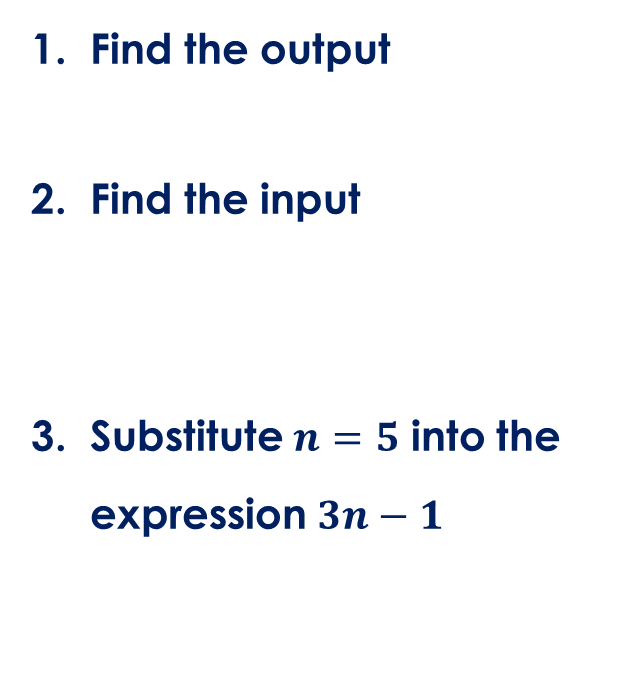 1. Find the output
2. Find the input
3. Substitute n = 5 into the
expression 3n − 1